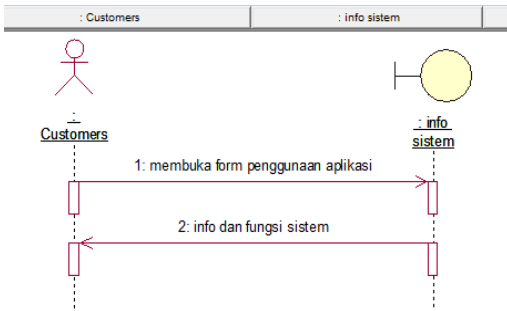 : Customers
: info sistem
:
Customers
: info
sistem
1: membuka form penggunaan aplikasi
2: info dan fungsi sistem